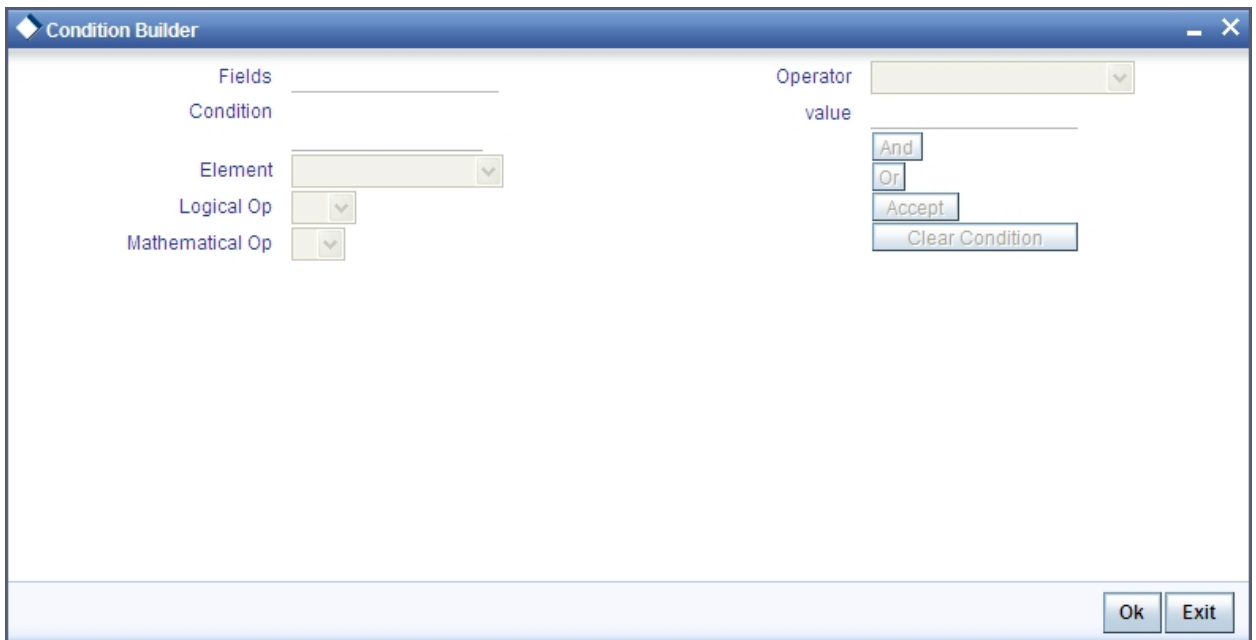 Condition Builder
Fields
Condition
Element
Logical Op
Mathematical Op
Operator
value
And
Or
Accept
Clear Condition
Ok
Exit